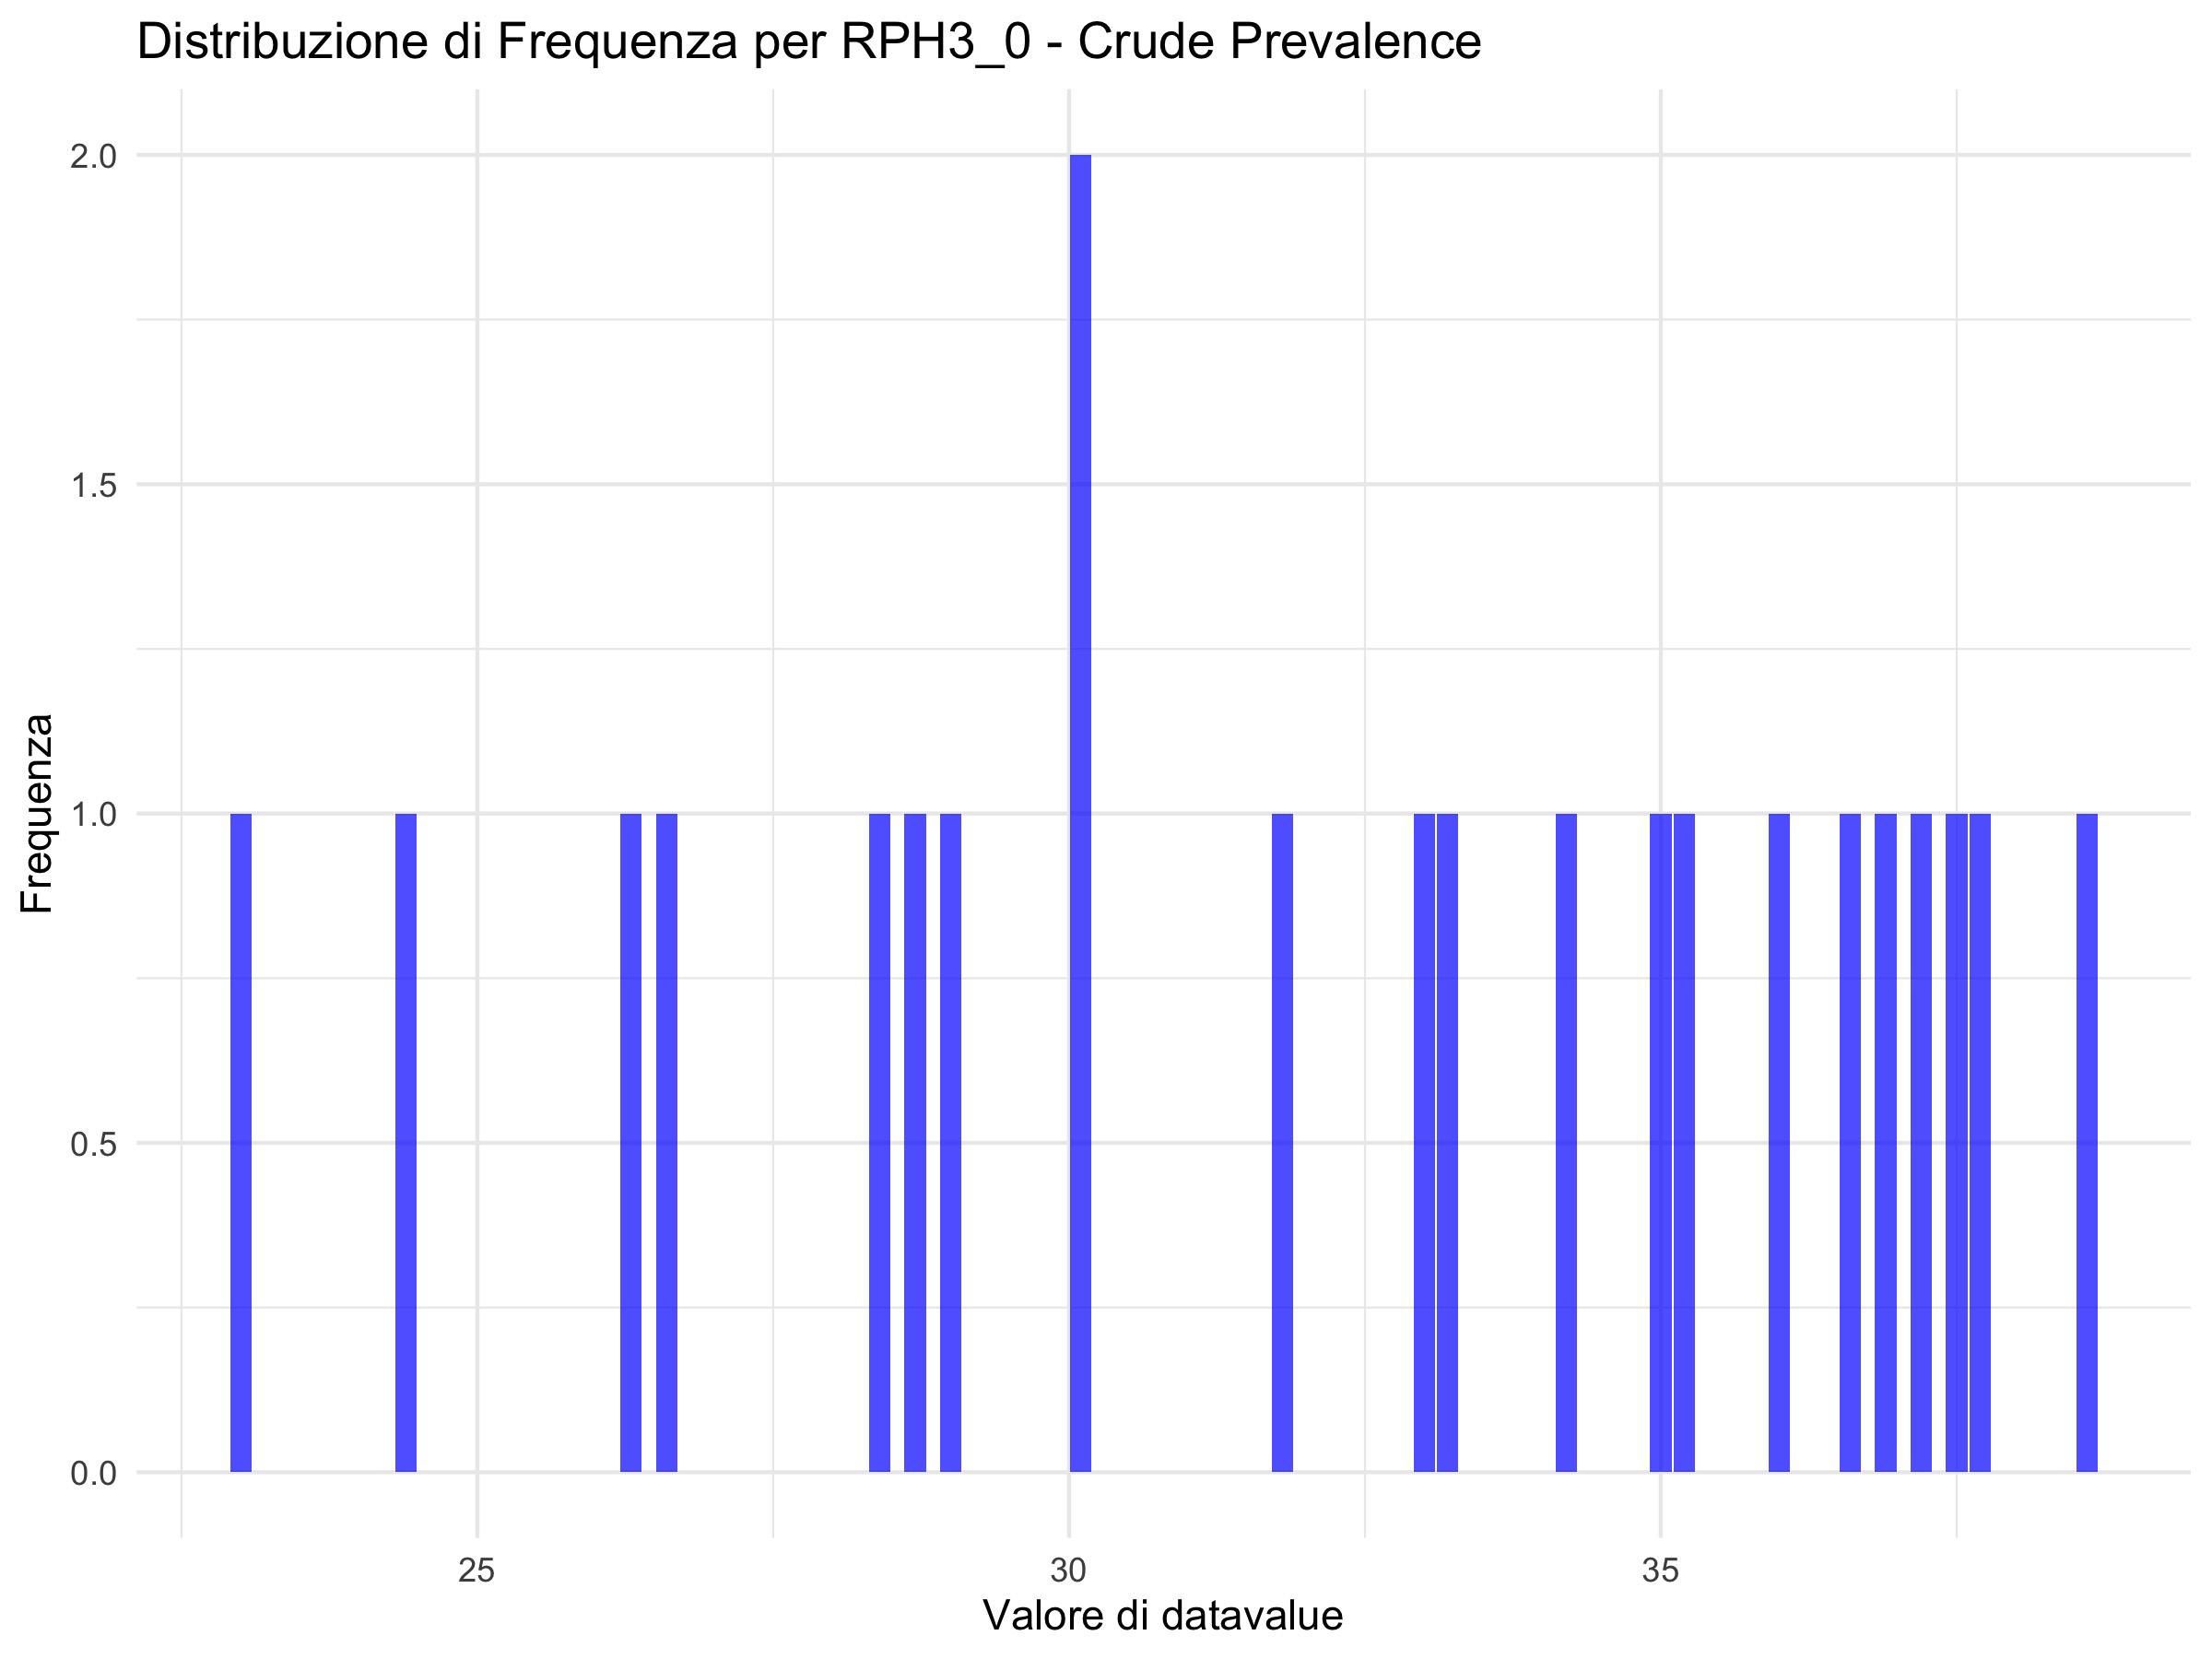 Distribuzione di Frequenza per RPH3_0 - Crude Prevalence
2.0
1.5
1.0
0.5
0.0
Frequenza
25 30 35
Valore di datavalue